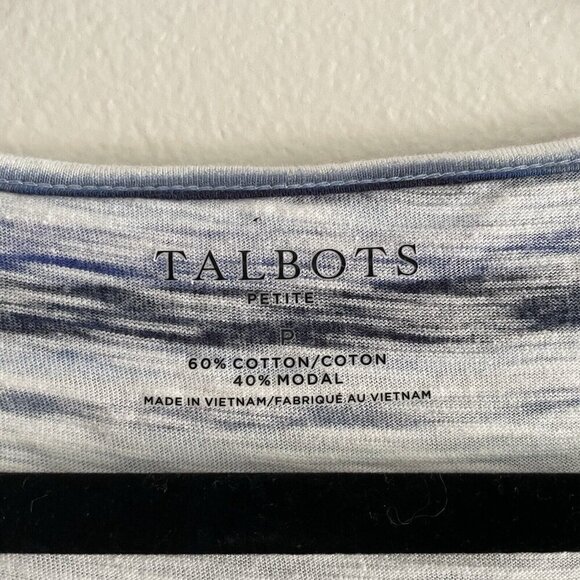 TALBOTS
PETITE
P
60% COTTON/COTON
40% MODAL
MADE IN VIETNAM/FABRIQUÉ AU VIETNAM